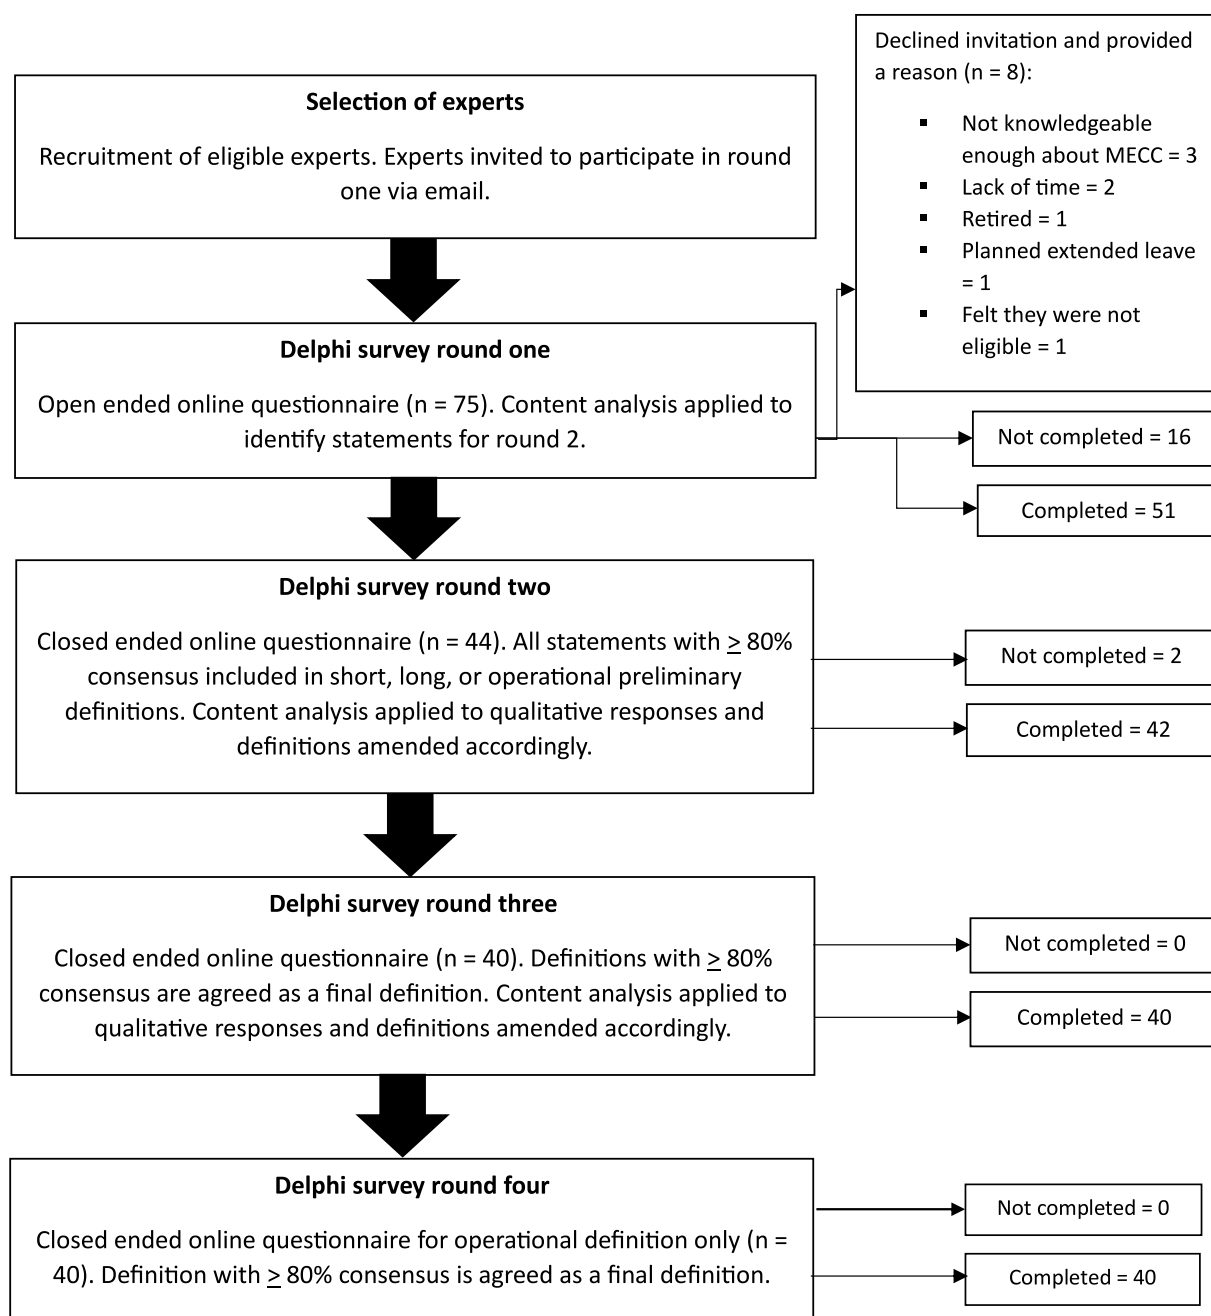 Selection of experts
Recruitment of eligible experts. Experts invited to participate in round
one via email.
Declined invitation and provided
a reason (n = 8):
▪ Not knowledgeable
enough about MECC = 3
▪ Lack of time = 2
▪ Retired = 1
▪ Planned extended leave
= 1
▪ Felt they were not
eligible = 1
Delphi survey round one
Open ended online questionnaire (n = 75). Content analysis applied to
identify statements for round 2.
Not completed = 16
Completed = 51
Delphi survey round two
Closed ended online questionnaire (n = 44). All statements with ≥ 80%
consensus included in short, long, or operational preliminary
definitions. Content analysis applied to qualitative responses and
definitions amended accordingly.
Not completed = 2
Completed = 42
Delphi survey round three
Closed ended online questionnaire (n = 40). Definitions with ≥ 80%
consensus are agreed as a final definition. Content analysis applied to
qualitative responses and definitions amended accordingly.
Not completed = 0
Completed = 40
Delphi survey round four
Closed ended online questionnaire for operational definition only (n =
40). Definition with ≥ 80% consensus is agreed as a final definition.
Not completed = 0
Completed = 40